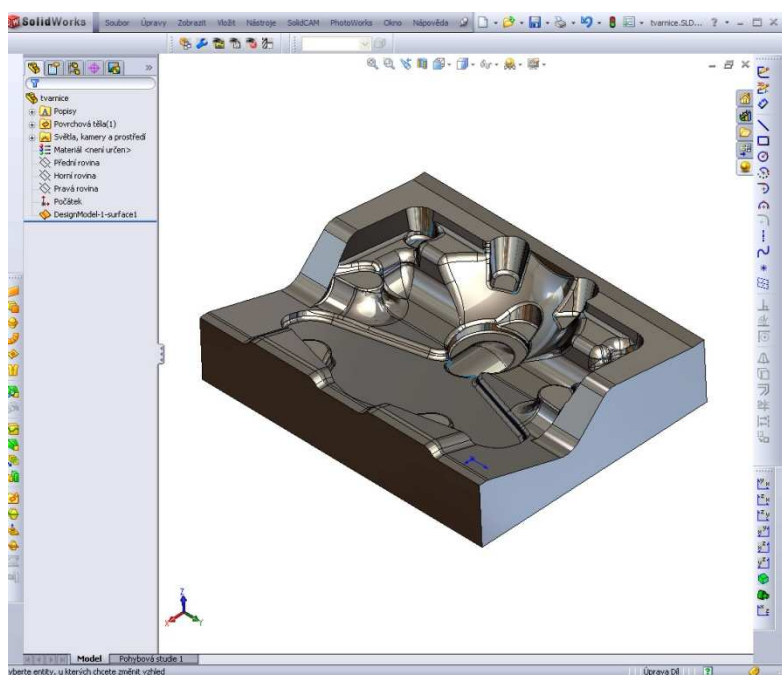 SolidWorks Soubor Úpravy Zobrazit Vložit Nástroje SolidCAM PhotoWorks Okno Nápověda tvarnice.SLD... ?
tvarnice
Popisy
Povrchová těla(1)
Světla, kamery a prostředí
Materiál <není určen>
Přední rovina
Horní rovina
Pravá rovina
Počátek
DesignModel-1-surface1
Z
X
Y
Model Pohybová studie 1
yberte entity, u kterých chcete změnit vzhled Úprava Díl ?